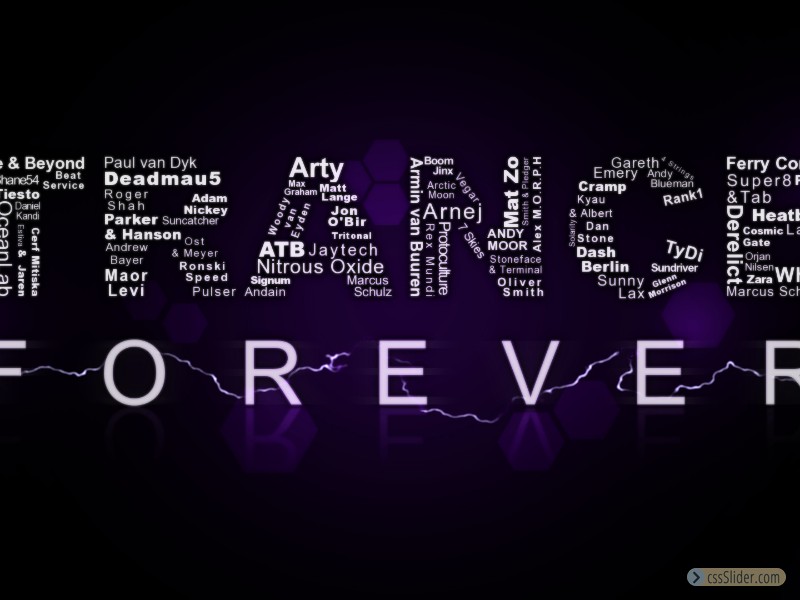 & Beyond
Shane54
Beat
Service
Tiesto
Daniel
Kandi
OceanLab
Estiva
& Jaren
Cerf Mitiska
Paul van Dyk
Deadmau5
Roger
Shah
Adam
Nickey
Parker Suncatcher
& Hanson
Andrew
Bayer
Ost
& Meyer
Maor
Levi
Ronski
Speed
Pulser
Arty
Max
Graham
Matt
Lange
Woody
van
Eyden
Jon
O'Bir
Tritonal
ATB Jaytech
Nitrous Oxide
Signum
Andain
Marcus
Schulz
Armin van Buuren
Boom
Jinx
Arctic
Moon
Vegar
Arnej
Rex Mundi
Protoculture
7 Skies
Mat Zo
Smith & Pledger
Alex M.O.R.P.H
ANDY
MOOR
Stoneface
& Terminal
Oliver
Smith
Gareth
Emery
4 Strings
Andy
Blueman
Cramp
Rank1
Kyau
& Albert
Solarity
Dan
Stone
Dash
Berlin
Sunny
Lax
TyDi
Sundriver
Glenn
Morrison
Ferry Co
Super8
& Tab
Derelict
Heatb
Cosmic
Gate
La
Orjan
Nilsen
Zara
Wh
Marcus Sch
FOREVER
cssSlider.com